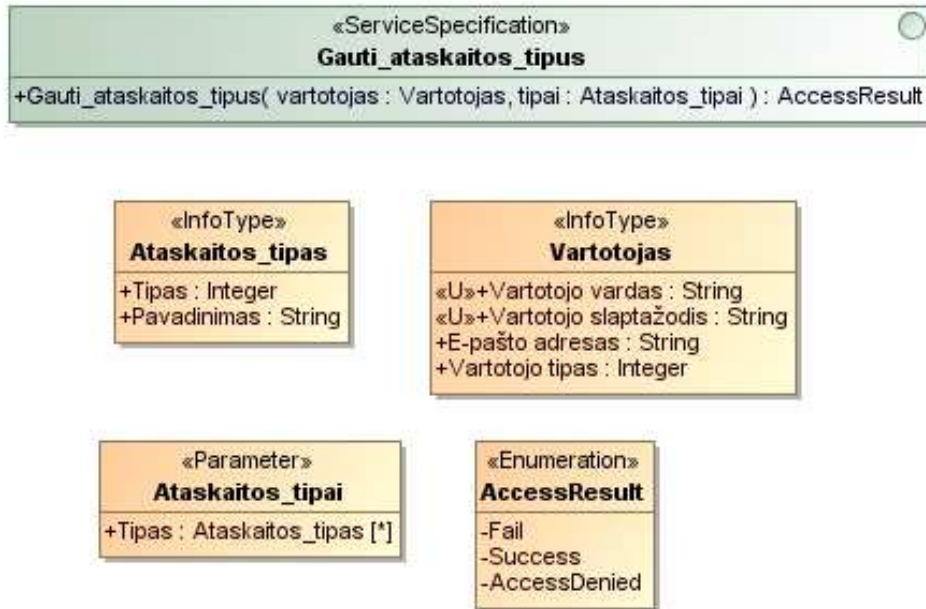 «ServiceSpecification»
Gauti_ataskaitos_tipus
+Gauti_ataskaitos_tipus( vartotojas : Vartotojas, tipai : Ataskaitos_tipai ) : AccessResult
«InfoType»
Ataskaitos_tipas
+Tipas : Integer
+Pavadinimas : String
«InfoType»
Vartotojas
«U»+Vartotojo vardas : String
«U»+Vartotojo slaptažodis : String
+E-pašto adresas : String
+Vartotojo tipas : Integer
«Parameter»
Ataskaitos_tipai
+Tipas : Ataskaitos_tipas [*]
«Enumeration»
AccessResult
-Fail
-Success
-AccessDenied